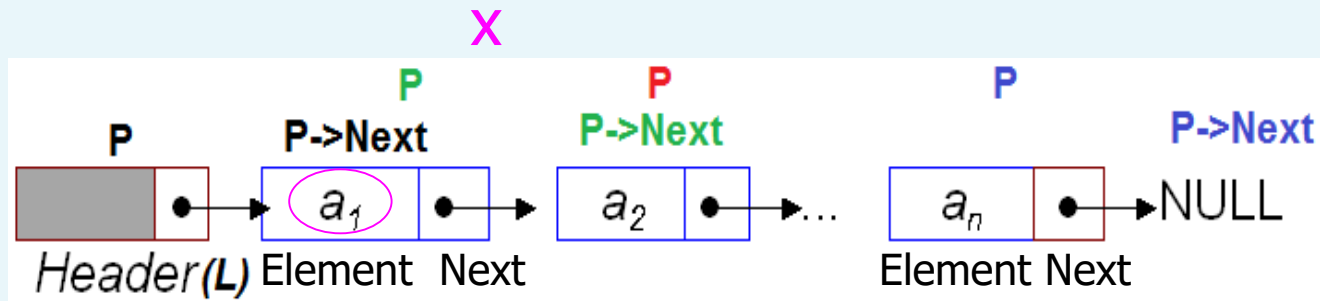 X
P P P
P P->Next P->Next P->Next
a1 a2 ... an NULL
Header(L) Element Next Element Next